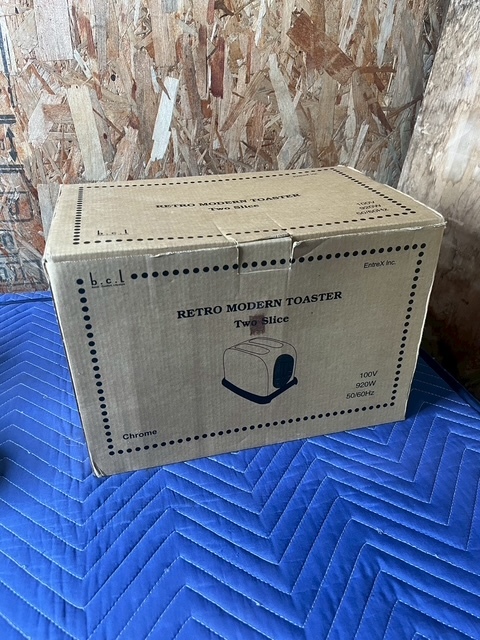 RETRO MODERN TOASTER
Two Slice
100V
920W
50/60Hz
b.c.l
b.c.l
EntreX Inc.
RETRO MODERN TOASTER
Two Slice
100V
920W
50/60Hz
Chrome